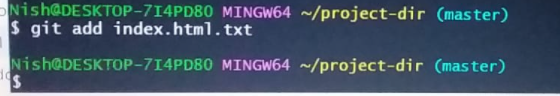 Nish@DESKTOP-7I4PD80 MINGW64 ~/project-dir (master)
$ git add index.html.txt
Nish@DESKTOP-7I4PD80 MINGW64 ~/project-dir (master)
$